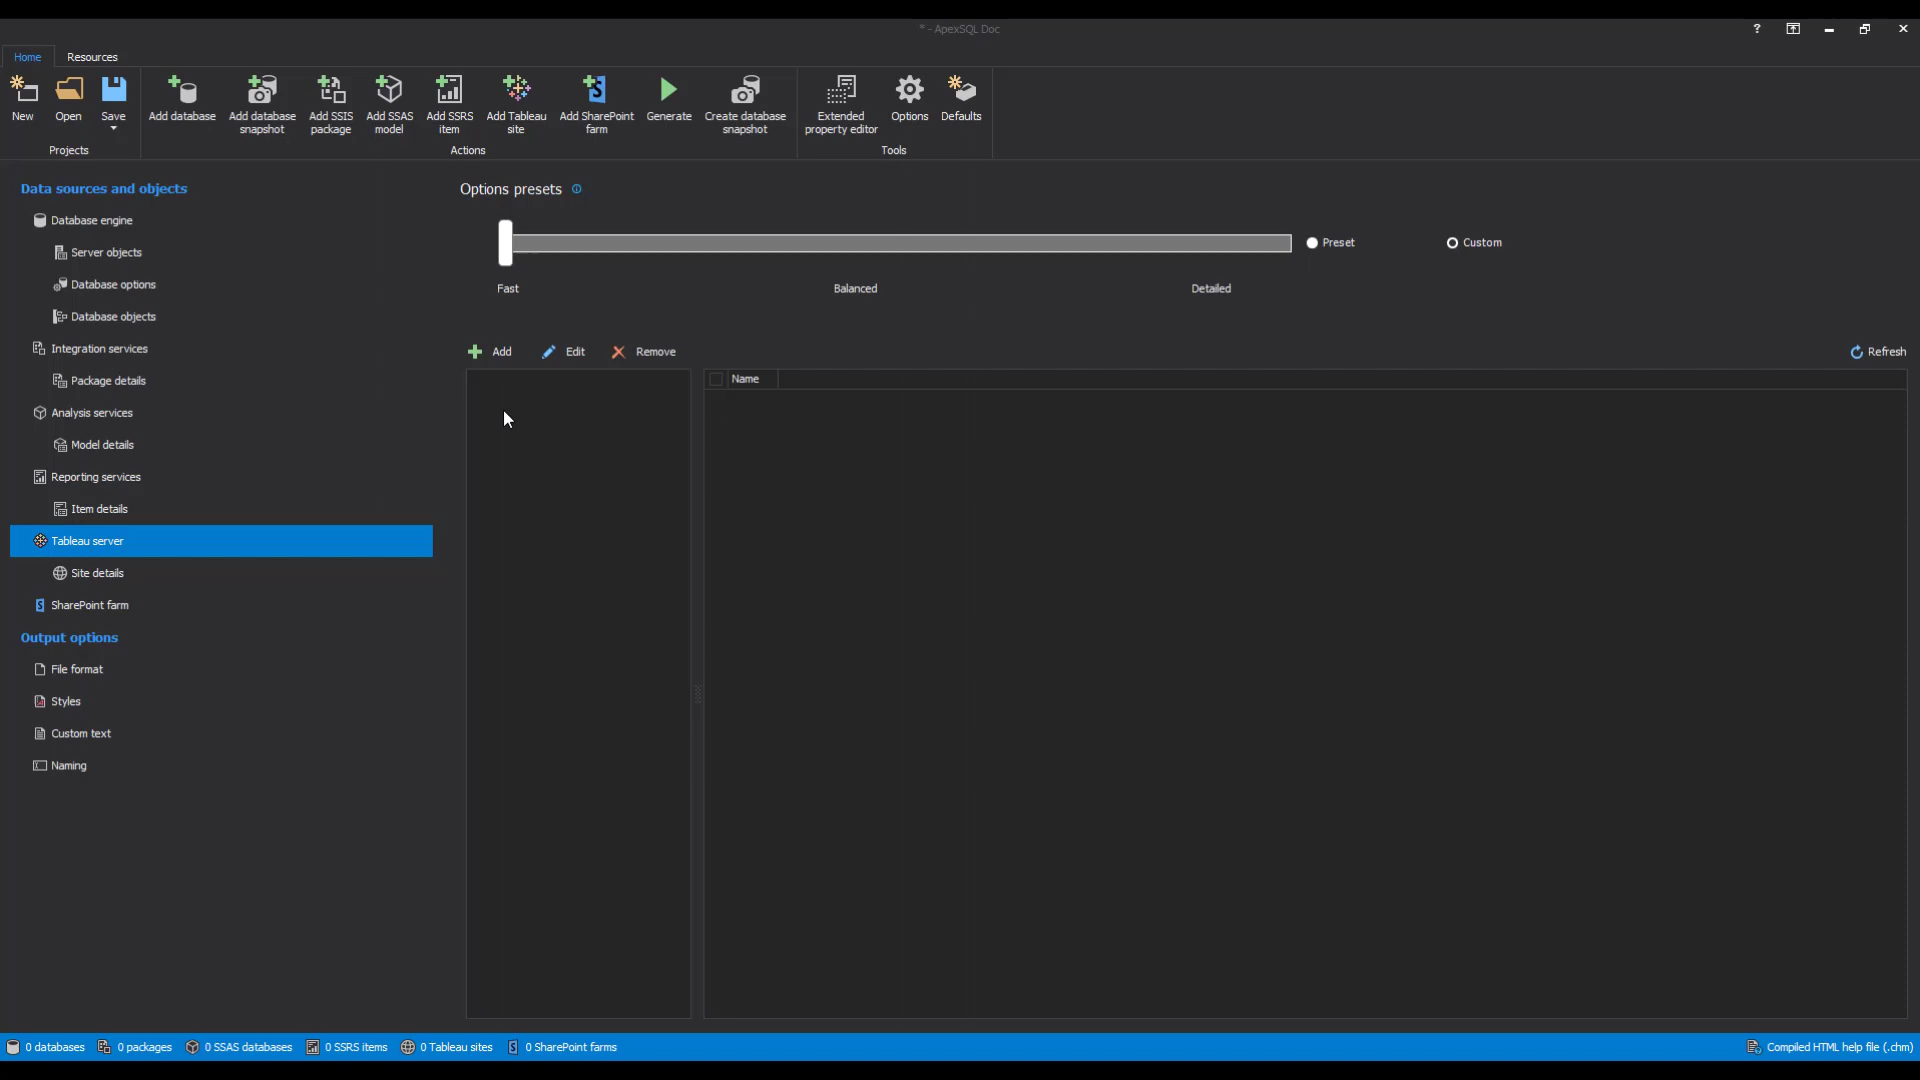 * - ApexSQL Doc
?
Home
Resources
New
Open
Save
Add database
Add database
snapshot
Add SSIS
package
Add SSAS
model
Add SSRS
item
Add Tableau
site
Add SharePoint
farm
Generate
Create database
snapshot
Extended
property editor
Options
Defaults
Projects
Actions
Tools
Data sources and objects
Database engine
Server objects
Database options
Database objects
Integration services
Package details
Analysis services
Model details
Reporting services
Item details
Tableau server
Site details
SharePoint farm
Output options
File format
Styles
Custom text
Naming
Options presets
Preset
Custom
Fast
Balanced
Detailed
Add
Edit
Remove
Refresh
Name
0 databases
0 packages
0 SSAS databases
0 SSRS items
0 Tableau sites
0 SharePoint farms
Compiled HTML help file (.chm)